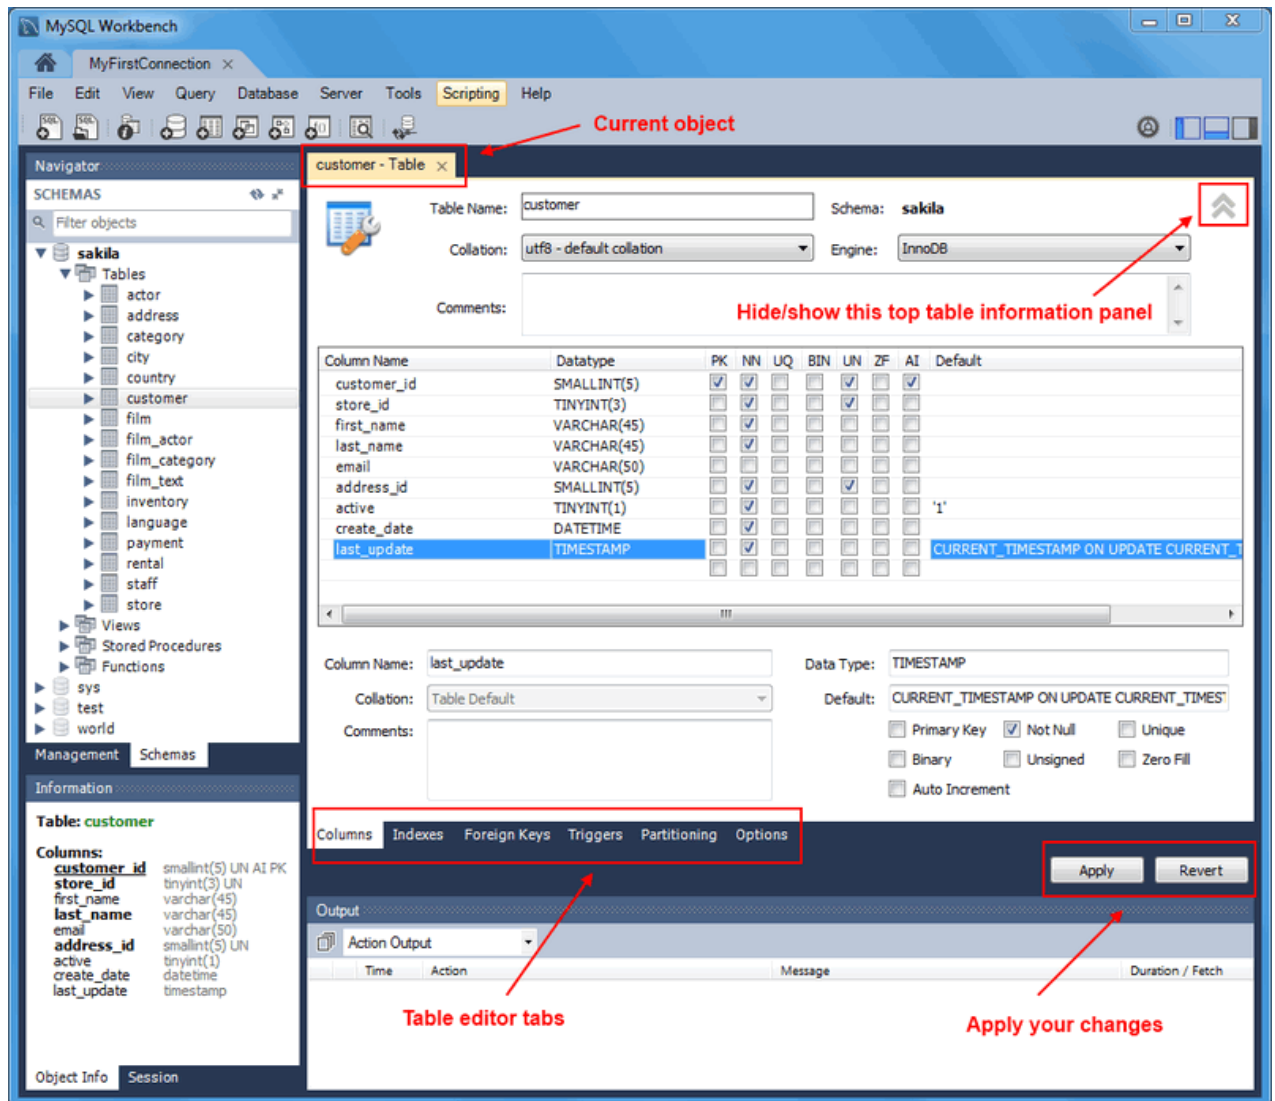 MySQL Workbench
MyFirstConnection
File Edit View Query Database Server Tools Scripting Help
Current object
Navigator
customer - Table
SCHEMAS
Filter objects
Table Name: customer Schema: sakila
Collation: utf8 - default collation Engine: InnoDB
Comments:
Hide/show this top table information panel
sakila
Tables
actor
address
category
city
country
customer
film
film_actor
film_category
film_text
inventory
language
payment
rental
staff
store
Views
Stored Procedures
Functions
sys
test
world
Management Schemas
Column Name Datatype PK NN UQ BIN UN ZF AI Default
customer_id SMALLINT(5)
store_id TINYINT(3)
first_name VARCHAR(45)
last_name VARCHAR(45)
email VARCHAR(50)
address_id SMALLINT(5)
active TINYINT(1) '1'
create_date DATETIME
last_update TIMESTAMP CURRENT_TIMESTAMP ON UPDATE CURRENT_T
Column Name: last_update Data Type: TIMESTAMP
Collation: Table Default Default: CURRENT_TIMESTAMP ON UPDATE CURRENT_TIMEST
Comments: Primary Key Not Null Unique
Binary Unsigned Zero Fill
Auto Increment
Columns Indexes Foreign Keys Triggers Partitioning Options
Apply Revert
Information
Table: customer
Columns:
customer_id smallint(5) UN AI PK
store_id tinyint(3) UN
first_name varchar(45)
last_name varchar(45)
email varchar(50)
address_id smallint(5) UN
active tinyint(1)
create_date datetime
last_update timestamp
Object Info Session
Output
Action Output
Time Action Message Duration / Fetch
Table editor tabs
Apply your changes